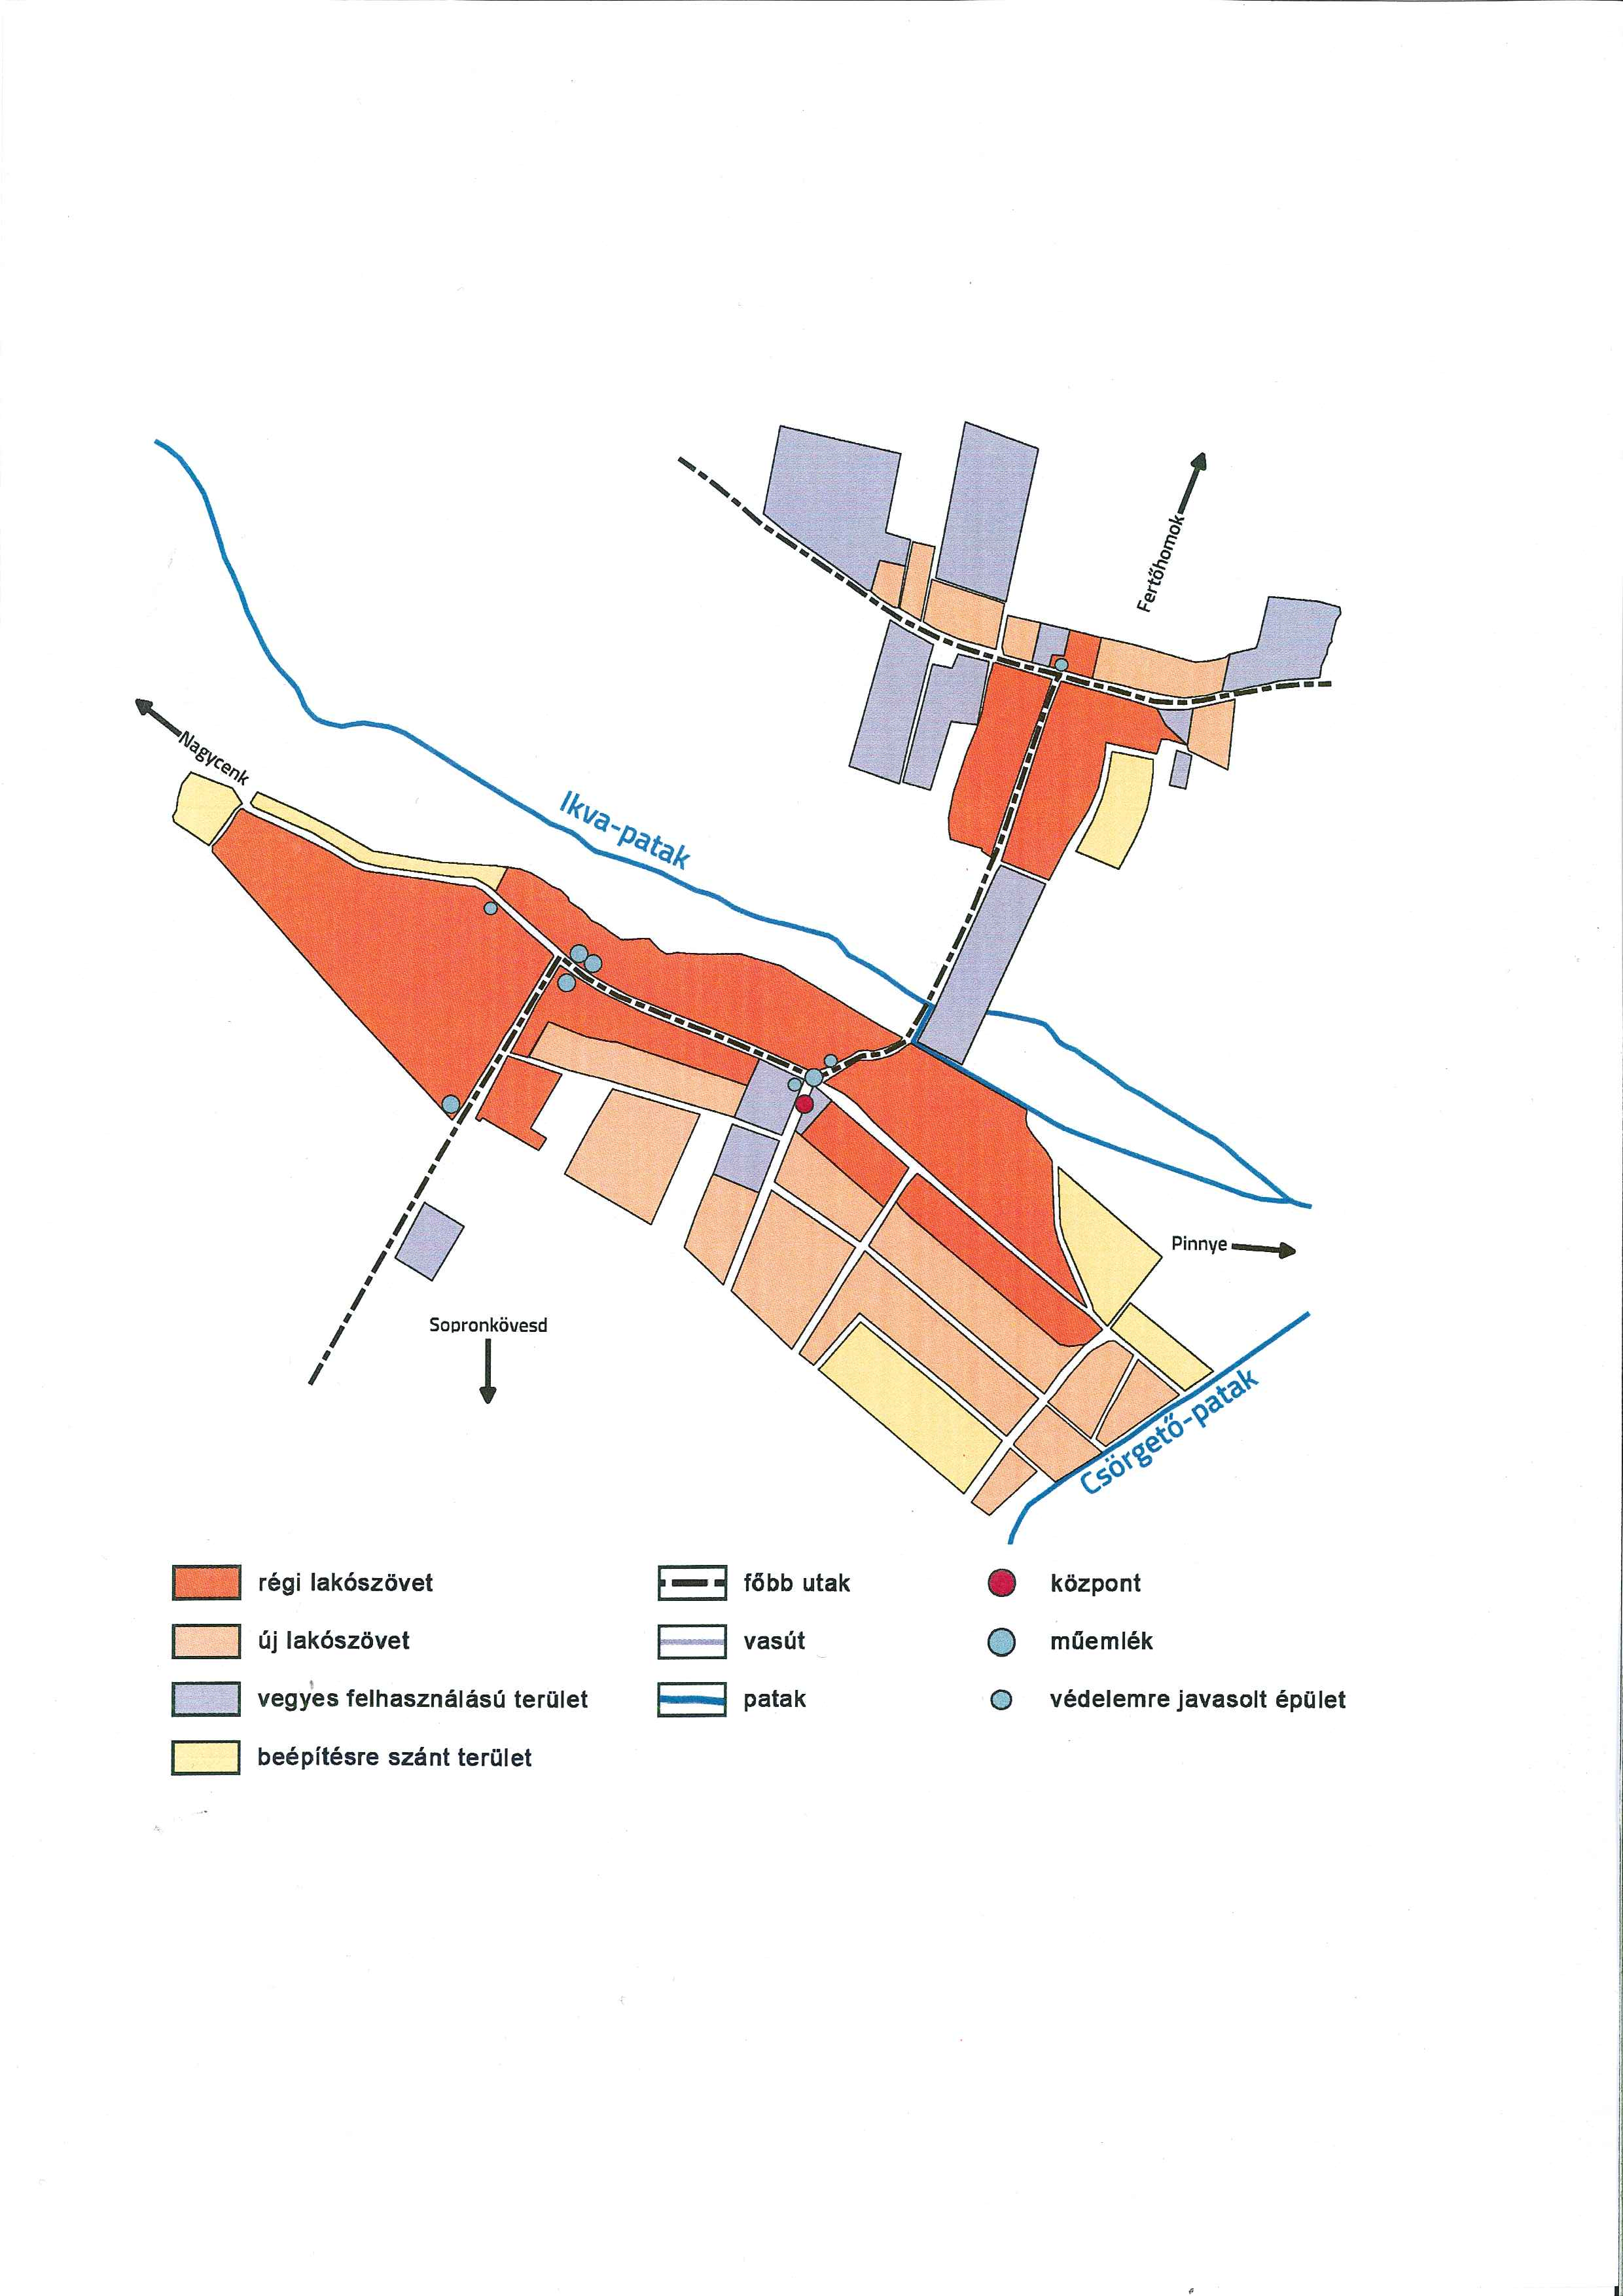 Fertőhomok
Nagycenk
Ikva-patak
Pinnye
Sopronkövesd
Csörgető-patak
régi lakószövet
új lakószövet
vegyes felhasználású terület
beépítésre szánt terület
főbb utak
vasút
patak
központ
műemlék
védelemre javasolt épület